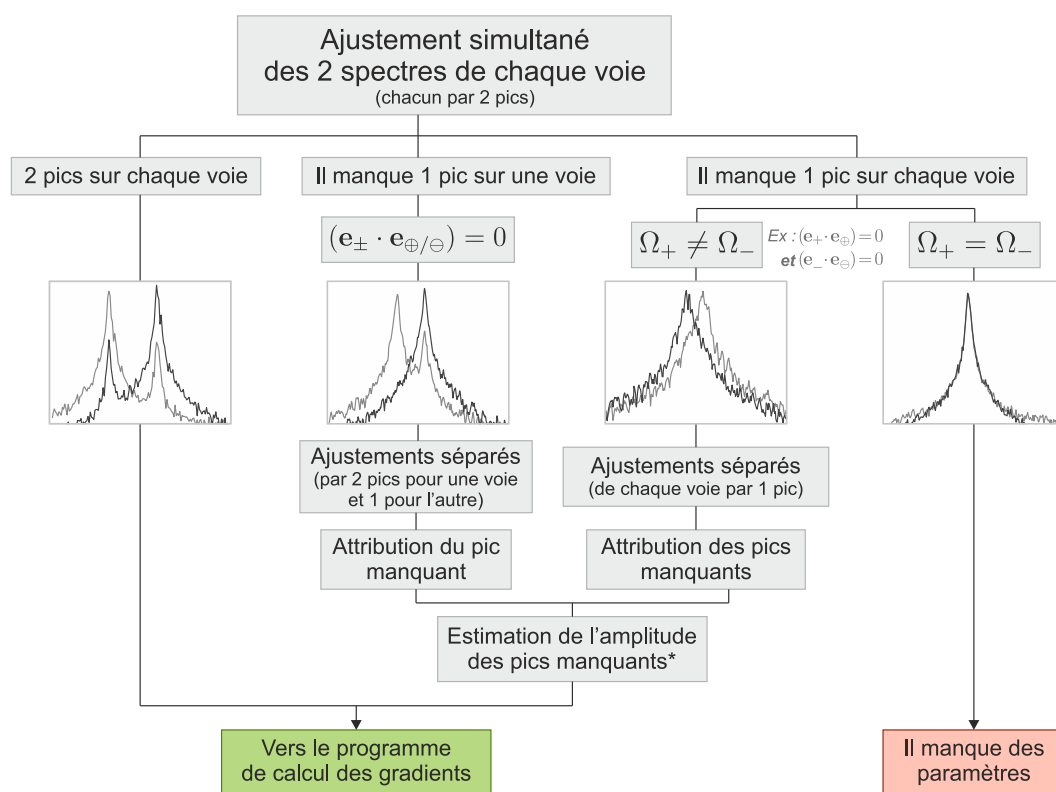 Ajustement simultané
des 2 spectres de chaque voie
(chacun par 2 pics)
2 pics sur chaque voie
Il manque 1 pic sur une voie
Il manque 1 pic sur chaque voie
(e± · e⊕/⊖) = 0
Ω₊ ≠ Ω₋
Ex : (e₊·e⊕)=0
et (e₋·e⊖)=0
Ω₊ = Ω₋
Ajustements séparés
(par 2 pics pour une voie
et 1 pour l'autre)
Ajustements séparés
(de chaque voie par 1 pic)
Attribution du pic
manquant
Attribution des pics
manquants
Estimation de l'amplitude
des pics manquants*
Vers le programme
de calcul des gradients
Il manque des
paramètres